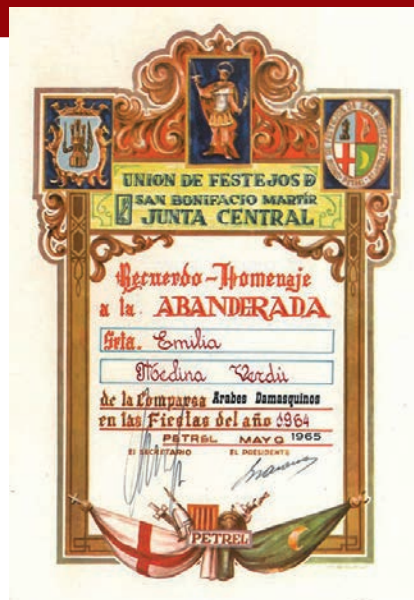 UNION DE FESTEJOS D
SAN BONIFACIO MARTIR
JUNTA CENTRAL
Recuerdo-Homenaje
a la ABANDERADA
Srta. Emilia
Medina Verdú
de la Comparsa Arabes Damasquinos
en las Fiestas del año 1964
PETREL MAYO 1965
El SECRETARIO EL PRESIDENTE
PETREL